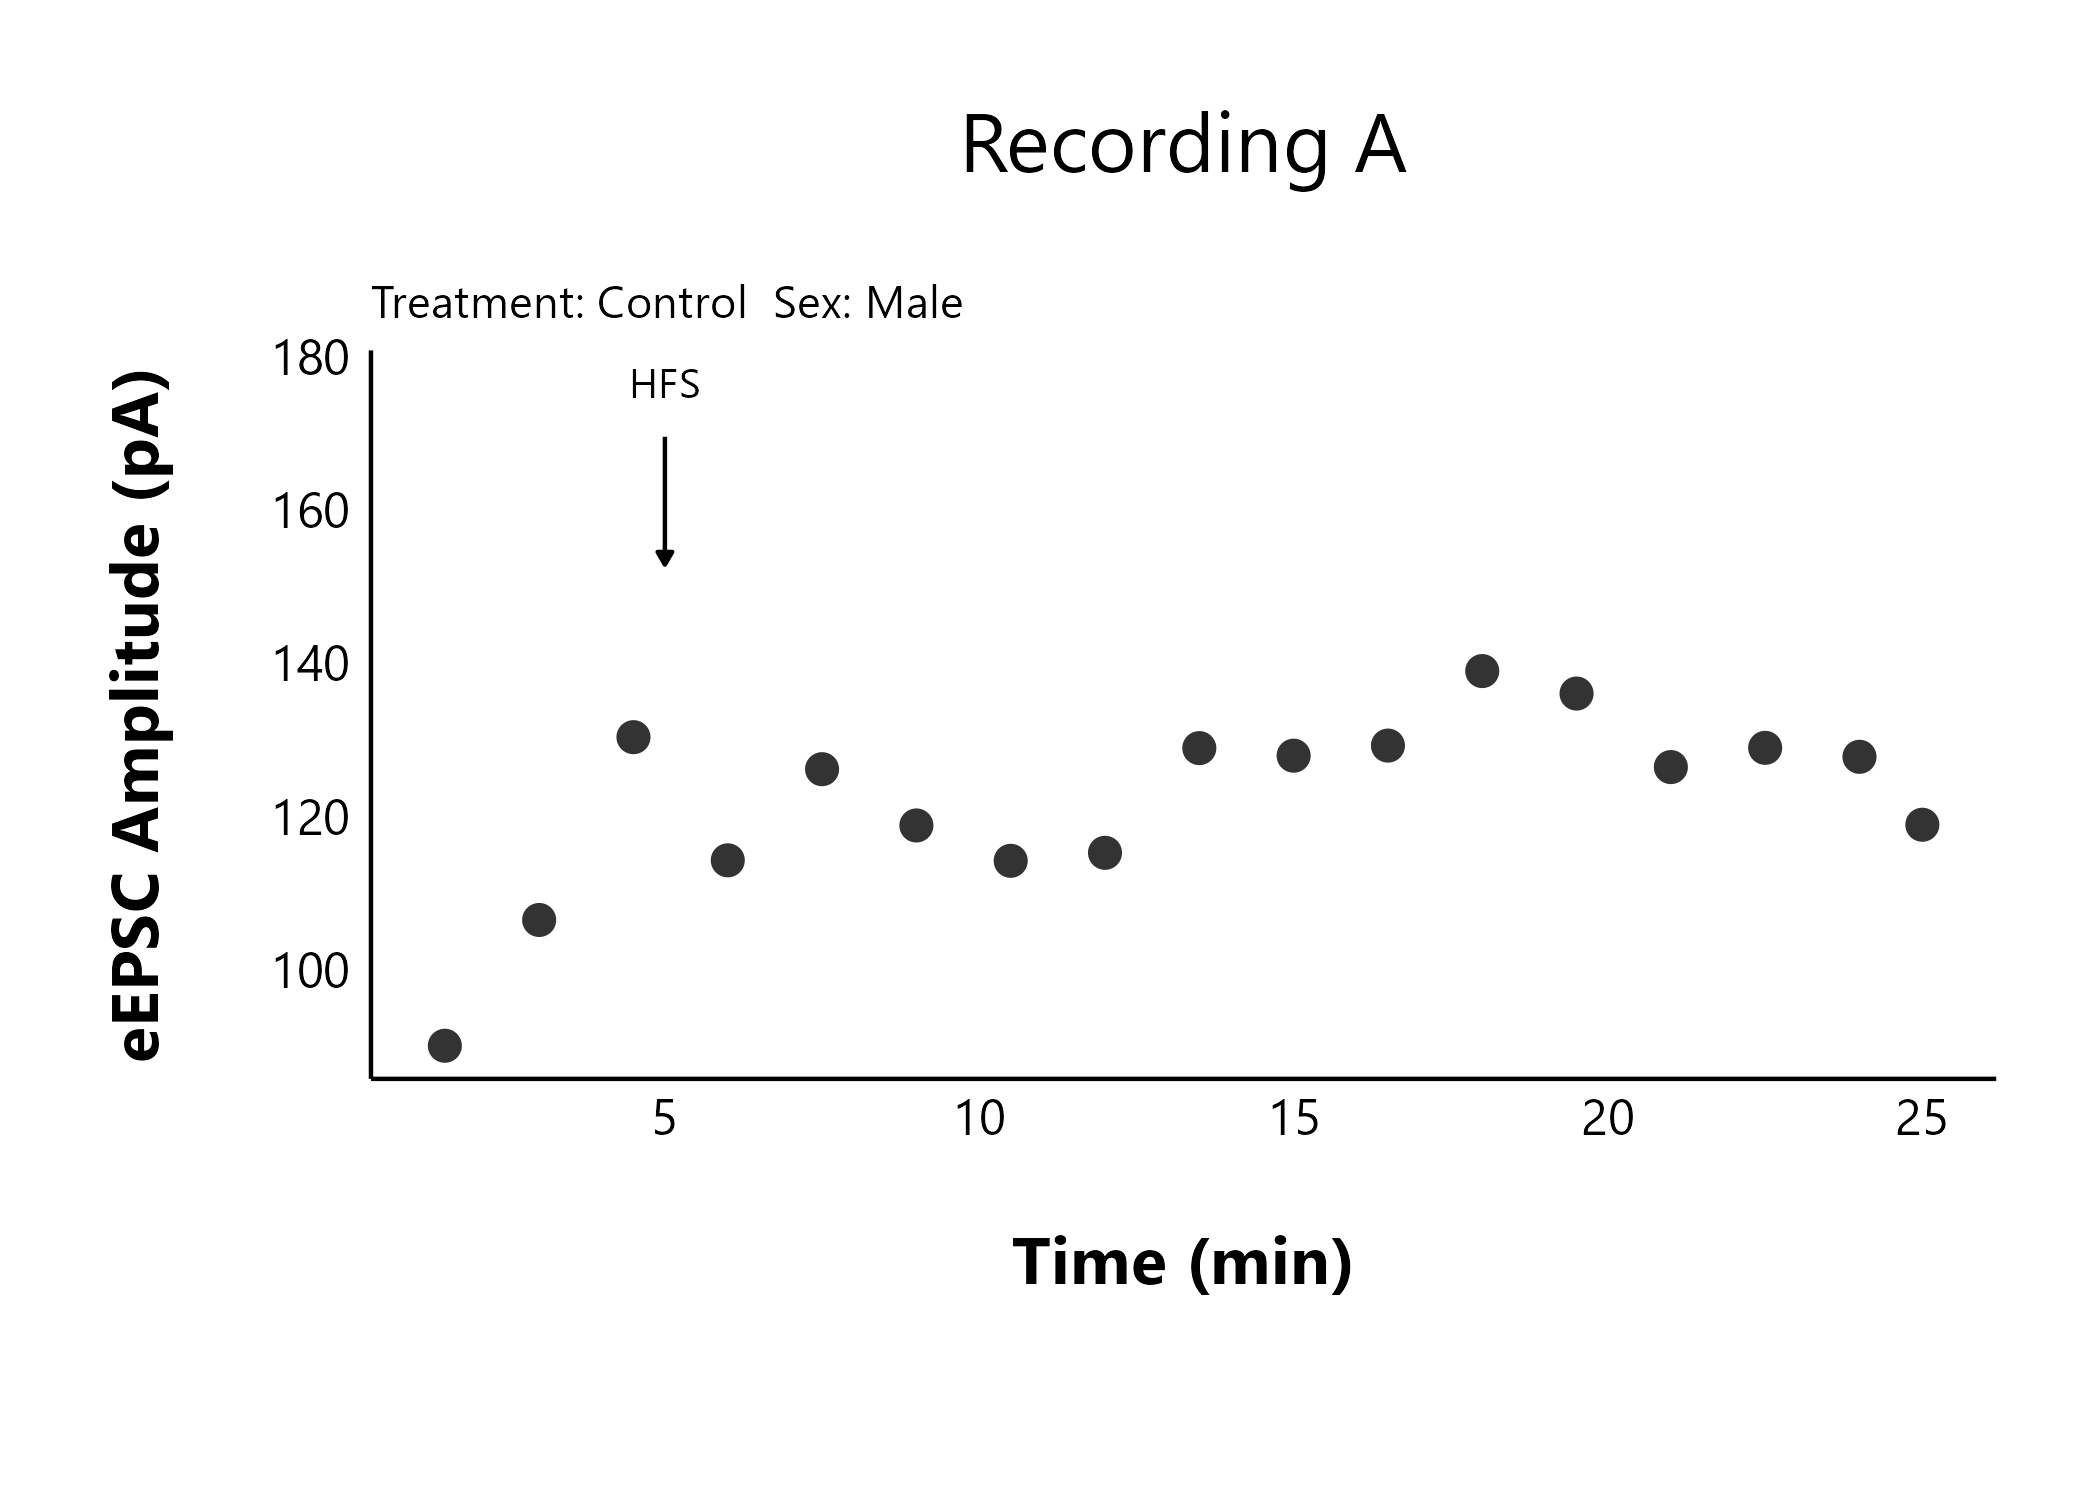 Recording A
Treatment: Control  Sex: Male
HFS
180
160
140
120
100
eEPSC Amplitude (pA)
5 10 15 20 25
Time (min)